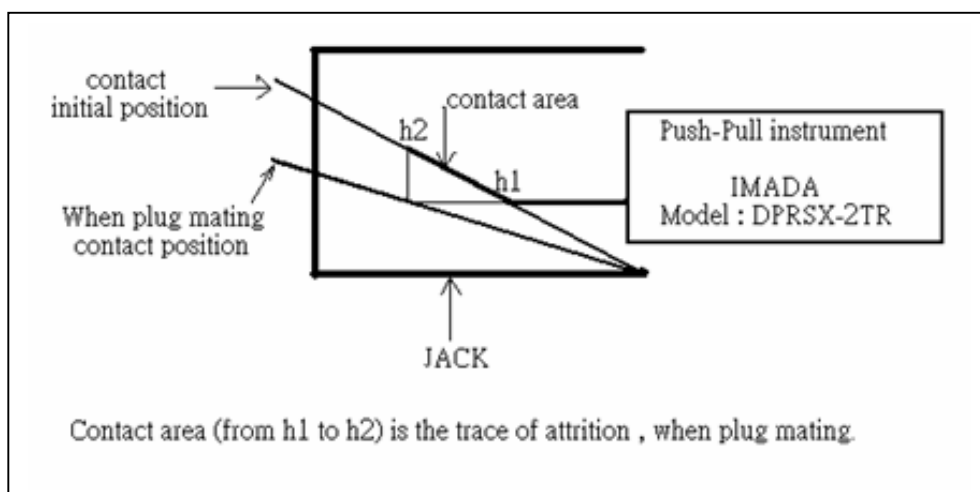 contact
initial position
contact area
h2
h1
Push-Pull instrument
IMADA
Model : DPRSX-2TR
When plug mating
contact position
JACK
Contact area (from h1 to h2) is the trace of attrition , when plug mating.